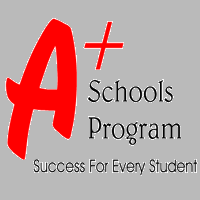 A+
Schools
Program
Success For Every Student